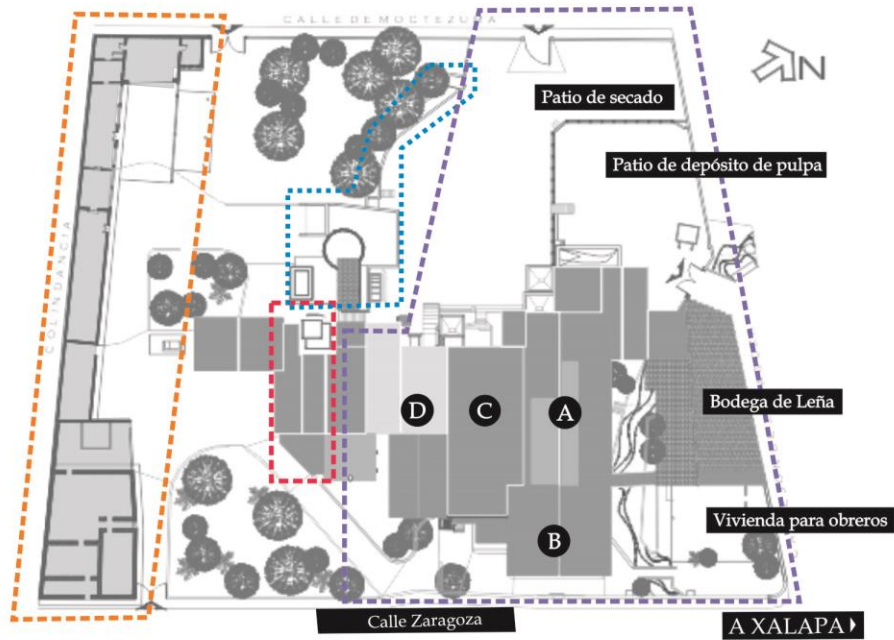 CALLE DE MOCTEZUMA
N
Patio de secado
Patio de depósito de pulpa
COLINDANCIA
D
C
A
Bodega de Leña
B
Vivienda para obreros
Calle Zaragoza
A XALAPA